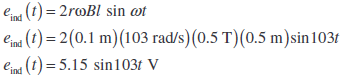 e_ind (t) = 2rωBl sin ωt
e_ind (t) = 2(0.1 m)(103 rad/s)(0.5 T)(0.5 m)sin103t
e_ind (t) = 5.15 sin103t V